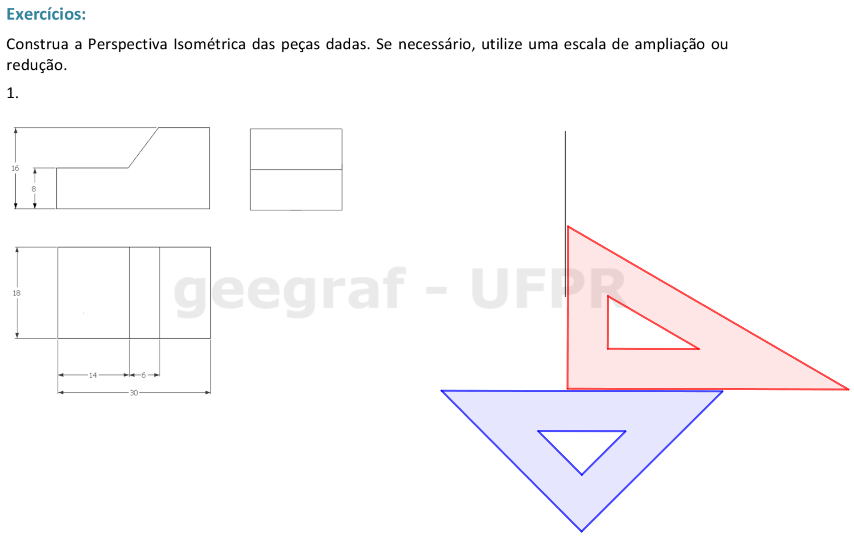 Exercícios:
Construa a Perspectiva Isométrica das peças dadas. Se necessário, utilize uma escala de ampliação ou
redução.
1.
16
8
geegraf - UFPR
18
14
6
30